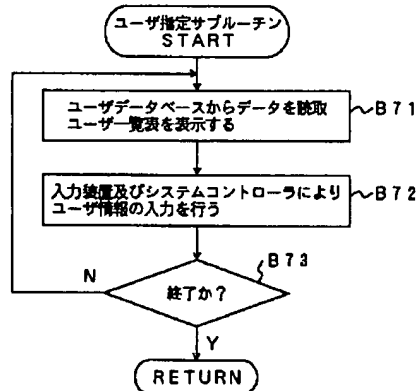 ユーザ指定サブルーチン
START
ユーザデータベースからデータを読取
ユーザ一覧表を表示する
B71
入力装置及びシステムコントローラにより
ユーザ情報の入力を行う
B72
B73
N
終了か?
Y
RETURN